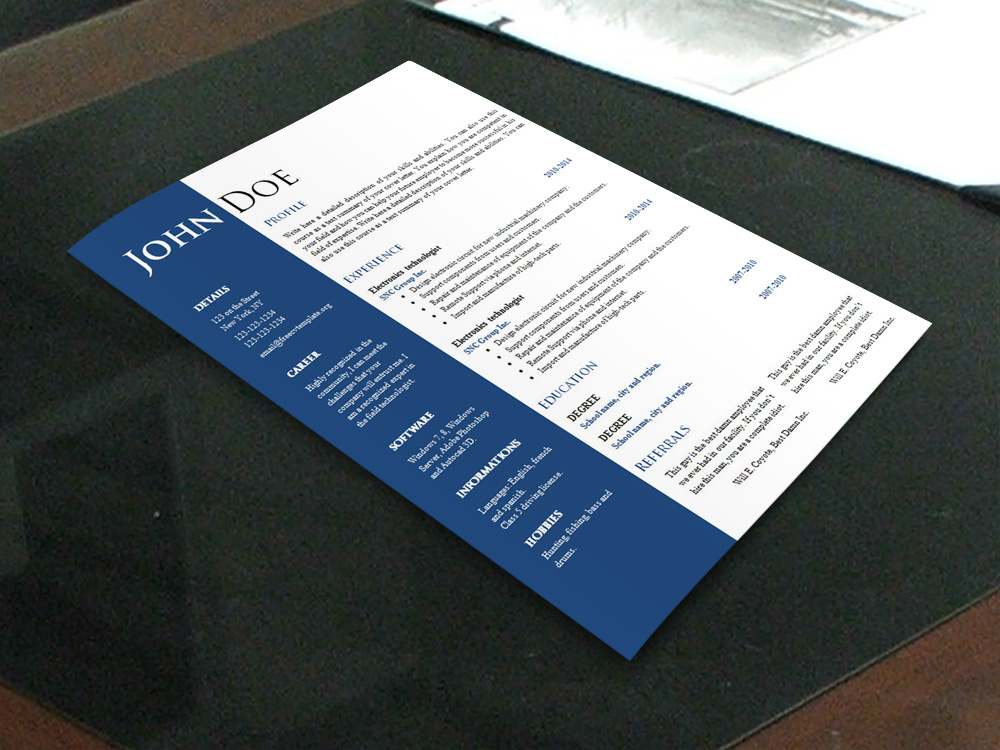 JOHN DOE
DETAILS
123 on the Street
New York, NY
123-123-1234
123-123-1234
email@freecvtemplate.org
CAREER
Highly recognized in the
community, I can meet the
challenges that your
company will entrust me. I
am a recognized expert in
the field technologist.
SOFTWARE
Windows 7, 8, Windows
Server, Adobe Photoshop
and Autocad 3D.
INFORMATIONS
Languages: English, french
and spanish.
Class 5 driving license.
HOBBIES
Hunting, fishing, bass and
drums.
PROFILE
Write here a detailed description of your skills and abilities. You can also use this
course as a text summary of your cover letter. You explain how you are competent in
your field and how you can help your future employer to become more successful in his
field of expertise. Write here a detailed description of your skills and abilities. You can
also use this course as a text summary of your cover letter.
EXPERIENCE
Electronics technologist 2010-2014
SNC Group Inc.
• Design electronic circuit for new industrial machinery company.
• Support components from users and customers.
• Repair and maintenance of equipment of the company and the customers.
• Remote Support via phone and internet.
• Import and manufacture of high-tech parts.
Electronics technologist 2010-2014
SNC Group Inc.
• Design electronic circuit for new industrial machinery company.
• Support components from users and customers.
• Repair and maintenance of equipment of the company and the customers.
• Remote Support via phone and internet.
• Import and manufacture of high-tech parts.
EDUCATION
DEGREE 2007-2010
School name, city and region.
DEGREE 2007-2010
School name, city and region.
REFERRALS
This guy is the best damn employee that
we ever had in our facility. If you don't
hire this man, you are a complete idiot.
Will E. Coyote, Best Damn Inc.
This guy is the best damn employee that
we ever had in our facility. If you don't
hire this man, you are a complete idiot.
Will E. Coyote, Best Damn Inc.